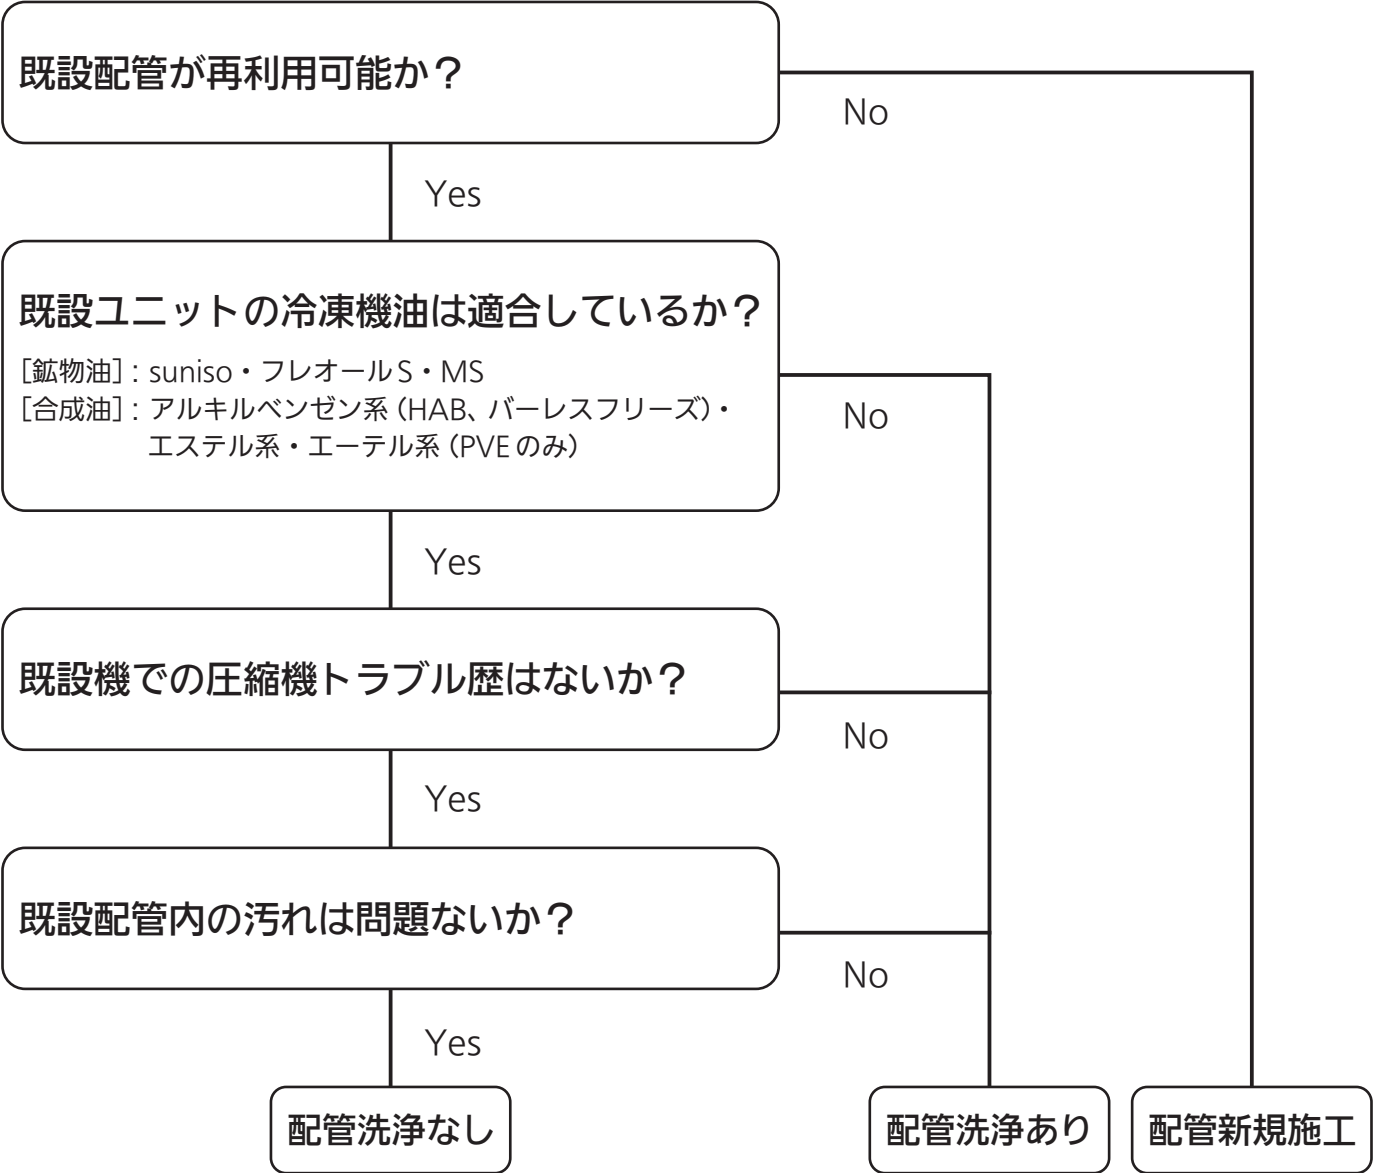 既設配管が再利用可能か？
No
Yes
既設ユニットの冷凍機油は適合しているか？
［鉱物油］：suniso・フレオールS・MS
［合成油］：アルキルベンゼン系（HAB、バーレスフリーズ）・
エステル系・エーテル系（PVEのみ）
No
Yes
既設機での圧縮機トラブル歴はないか？
No
Yes
既設配管内の汚れは問題ないか？
No
Yes
配管洗浄なし
配管洗浄あり
配管新規施工